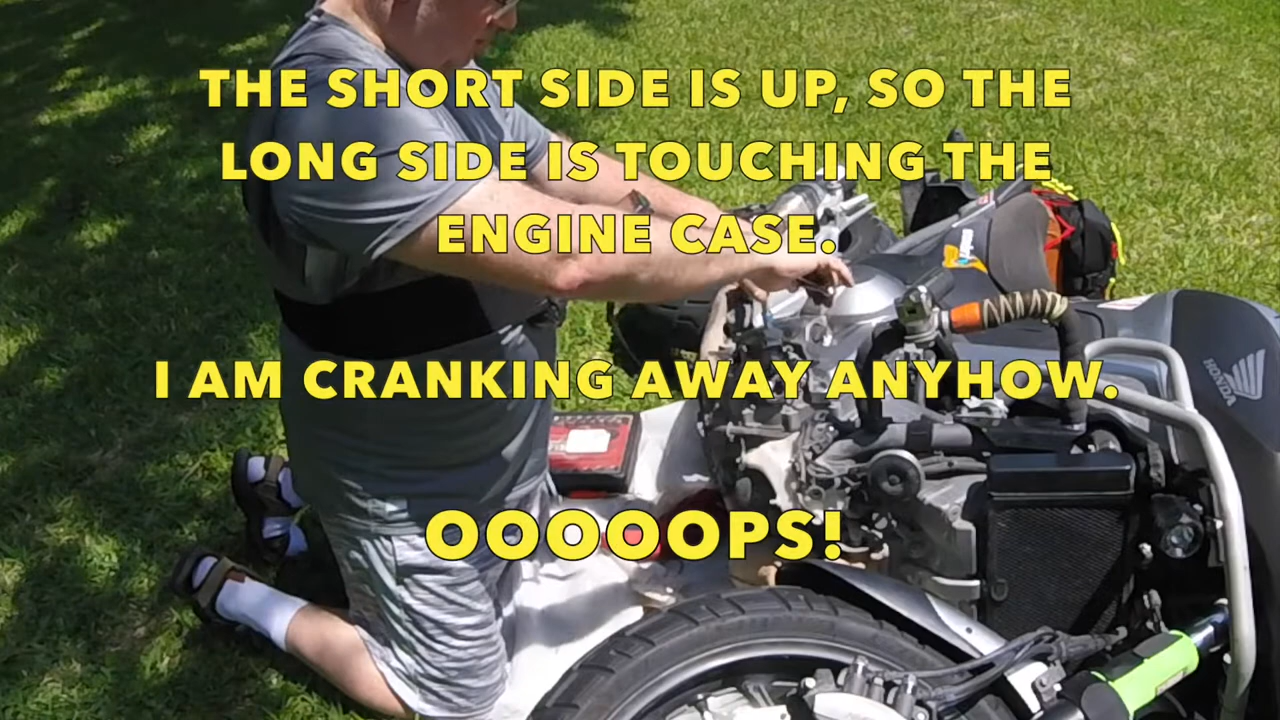 THE SHORT SIDE IS UP, SO THE
LONG SIDE IS TOUCHING THE
ENGINE CASE.
I AM CRANKING AWAY ANYHOW.
OOOOOPS!
HONDA